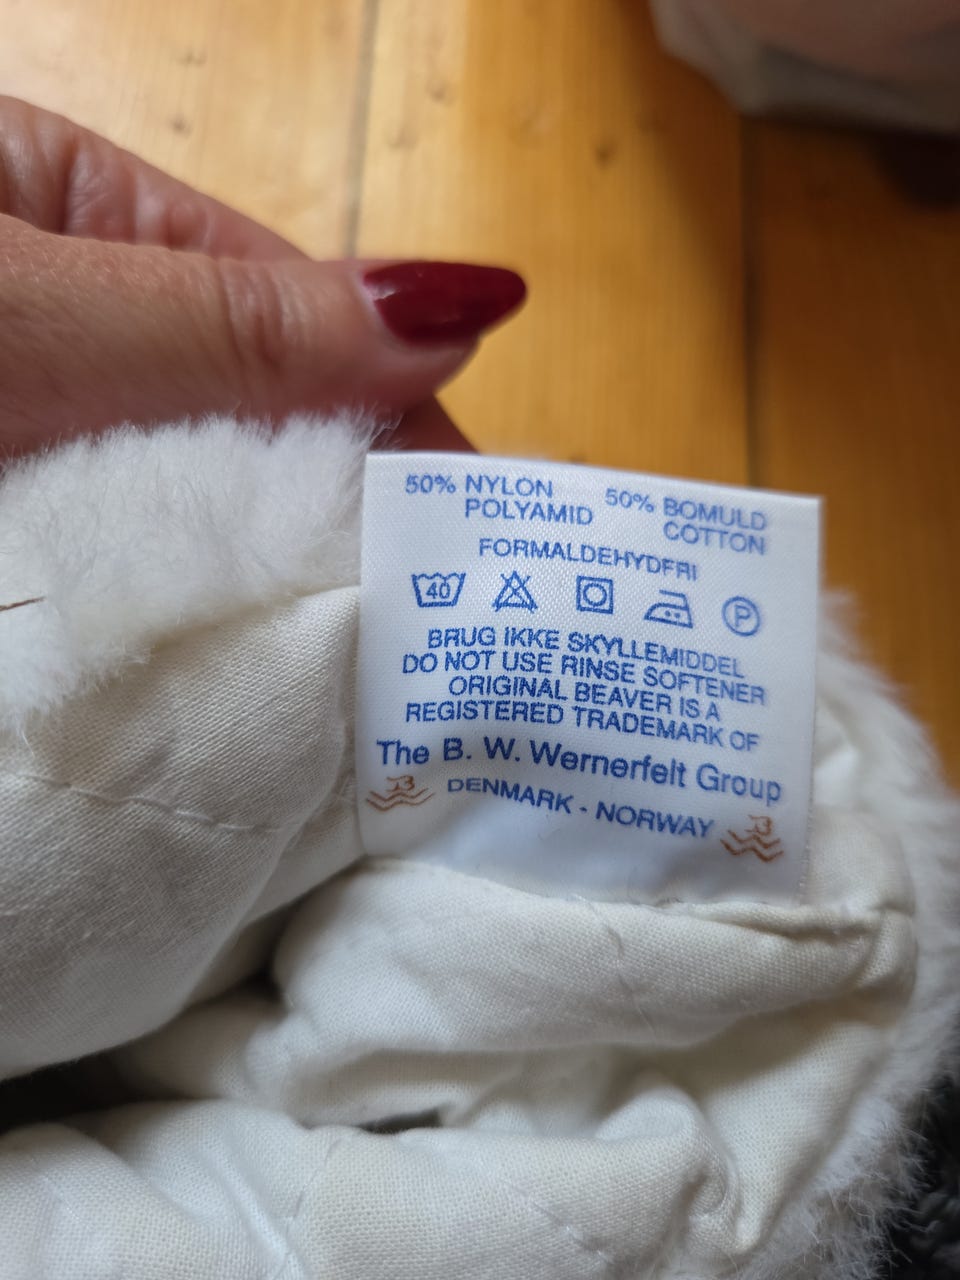 50% NYLON 50% BOMULD
POLYAMID COTTON
FORMALDEHYDFRI
40 P
BRUG IKKE SKYLLEMIDDEL
DO NOT USE RINSE SOFTENER
ORIGINAL BEAVER IS A
REGISTERED TRADEMARK OF
The B. W. Wernerfelt Group
DENMARK - NORWAY